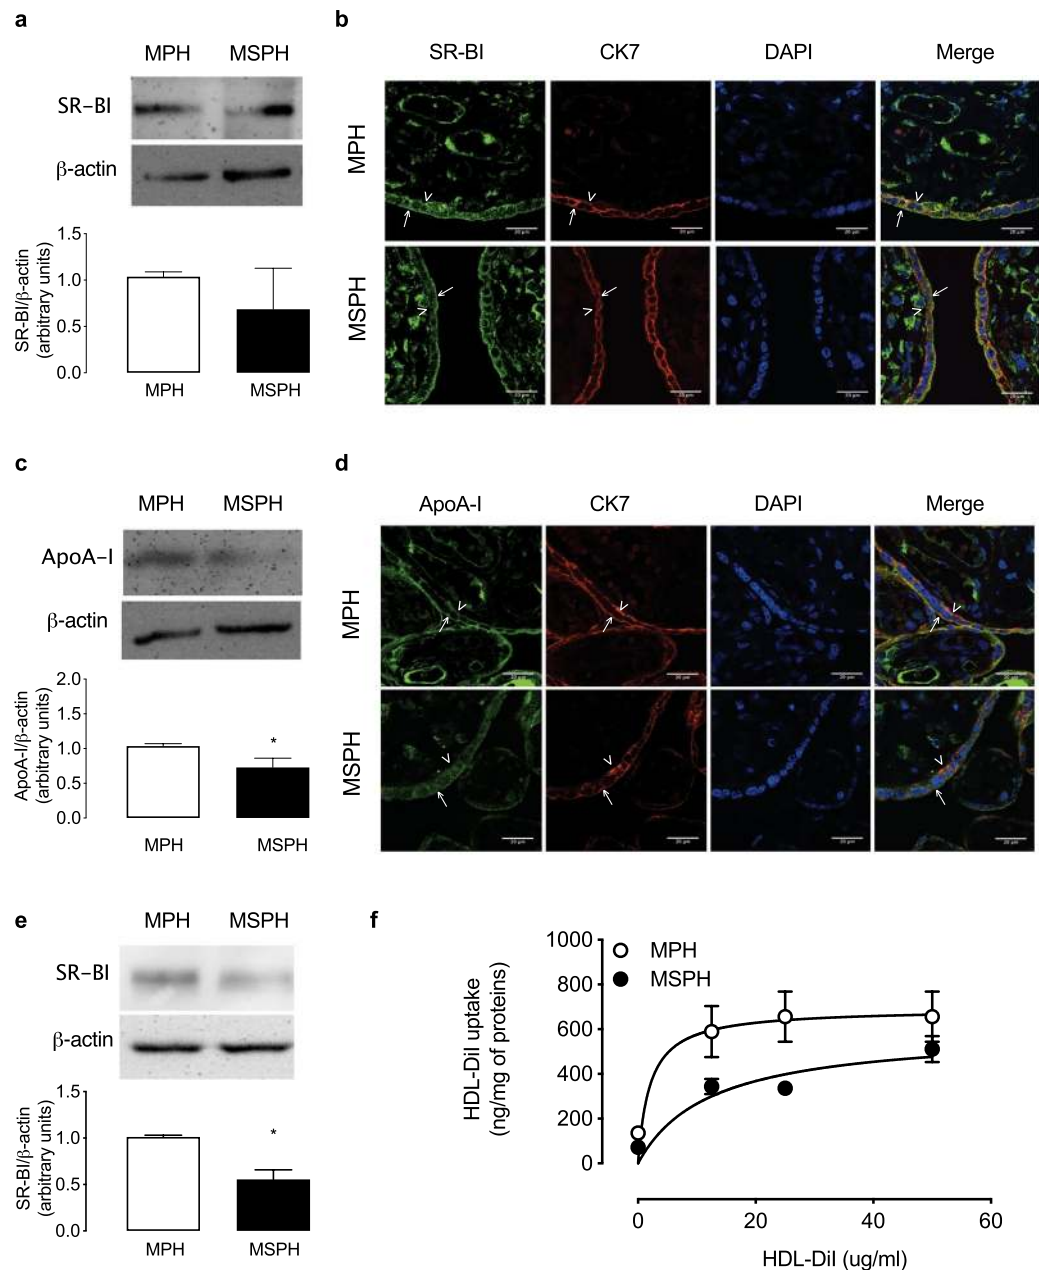 a
MPH MSPH
SR-BI
β-actin
1.5
1.0
0.5
0.0
SR-BI/β-actin
(arbitrary units)
MPH MSPH
b
SR-BI CK7 DAPI Merge
MPH
MSPH
c
MPH MSPH
ApoA-I
β-actin
2.0
1.5
1.0
0.5
0.0
ApoA-I/β-actin
(arbitrary units)
*
MPH MSPH
d
ApoA-I CK7 DAPI Merge
MPH
MSPH
e
MPH MSPH
SR-BI
β-actin
1.5
1.0
0.5
0.0
SR-BI/β-actin
(arbitrary units)
*
MPH MSPH
f
1000
800
600
400
200
0
HDL-Dil uptake
(ng/mg of proteins)
MPH
MSPH
0 20 40 60
HDL-Dil (ug/ml)